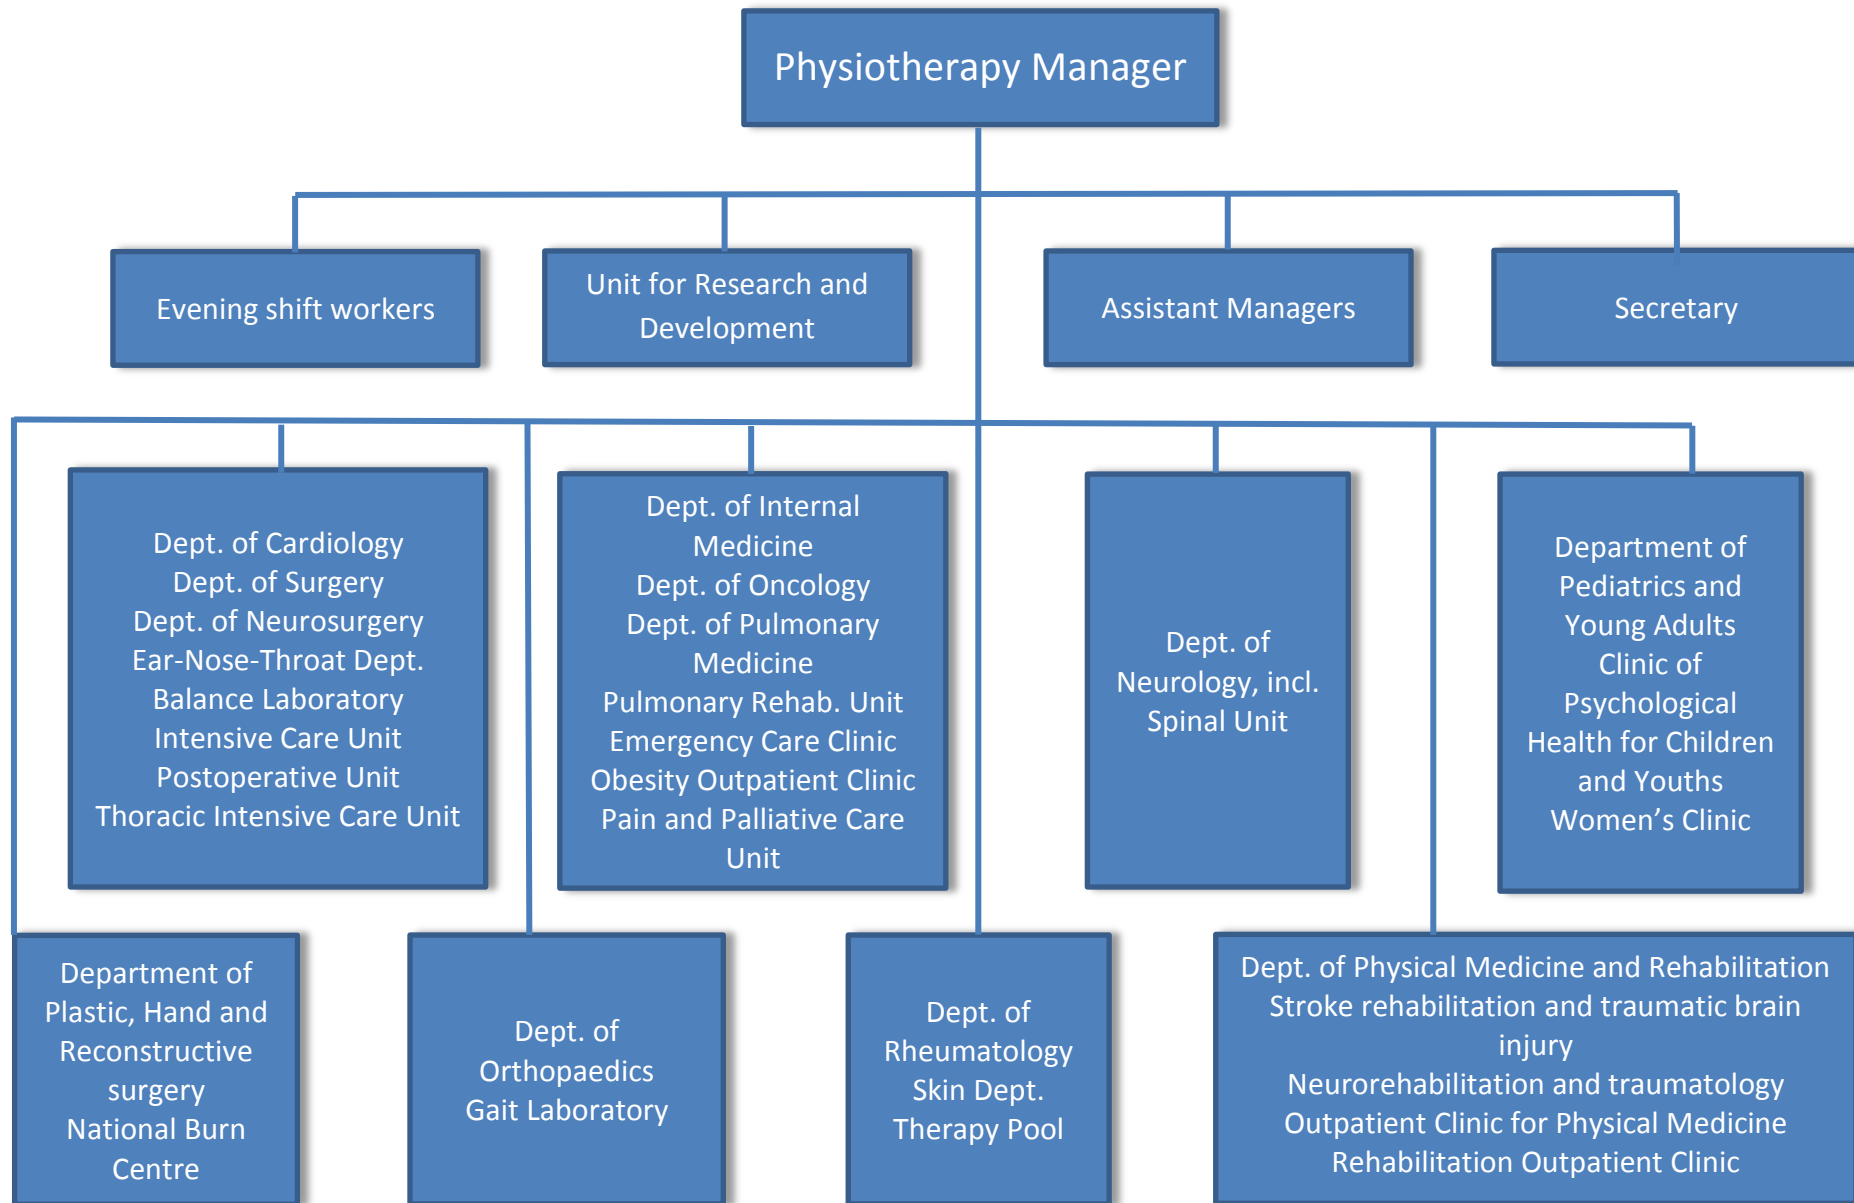 Physiotherapy Manager
Evening shift workers
Unit for Research and
Development
Assistant Managers
Secretary
Dept. of Cardiology
Dept. of Surgery
Dept. of Neurosurgery
Ear-Nose-Throat Dept.
Balance Laboratory
Intensive Care Unit
Postoperative Unit
Thoracic Intensive Care Unit
Dept. of Internal
Medicine
Dept. of Oncology
Dept. of Pulmonary
Medicine
Pulmonary Rehab. Unit
Emergency Care Clinic
Obesity Outpatient Clinic
Pain and Palliative Care
Unit
Dept. of
Neurology, incl.
Spinal Unit
Department of
Pediatrics and
Young Adults
Clinic of
Psychological
Health for Children
and Youths
Women’s Clinic
Department of
Plastic, Hand and
Reconstructive
surgery
National Burn
Centre
Dept. of
Orthopaedics
Gait Laboratory
Dept. of
Rheumatology
Skin Dept.
Therapy Pool
Dept. of Physical Medicine and Rehabilitation
Stroke rehabilitation and traumatic brain
injury
Neurorehabilitation and traumatology
Outpatient Clinic for Physical Medicine
Rehabilitation Outpatient Clinic